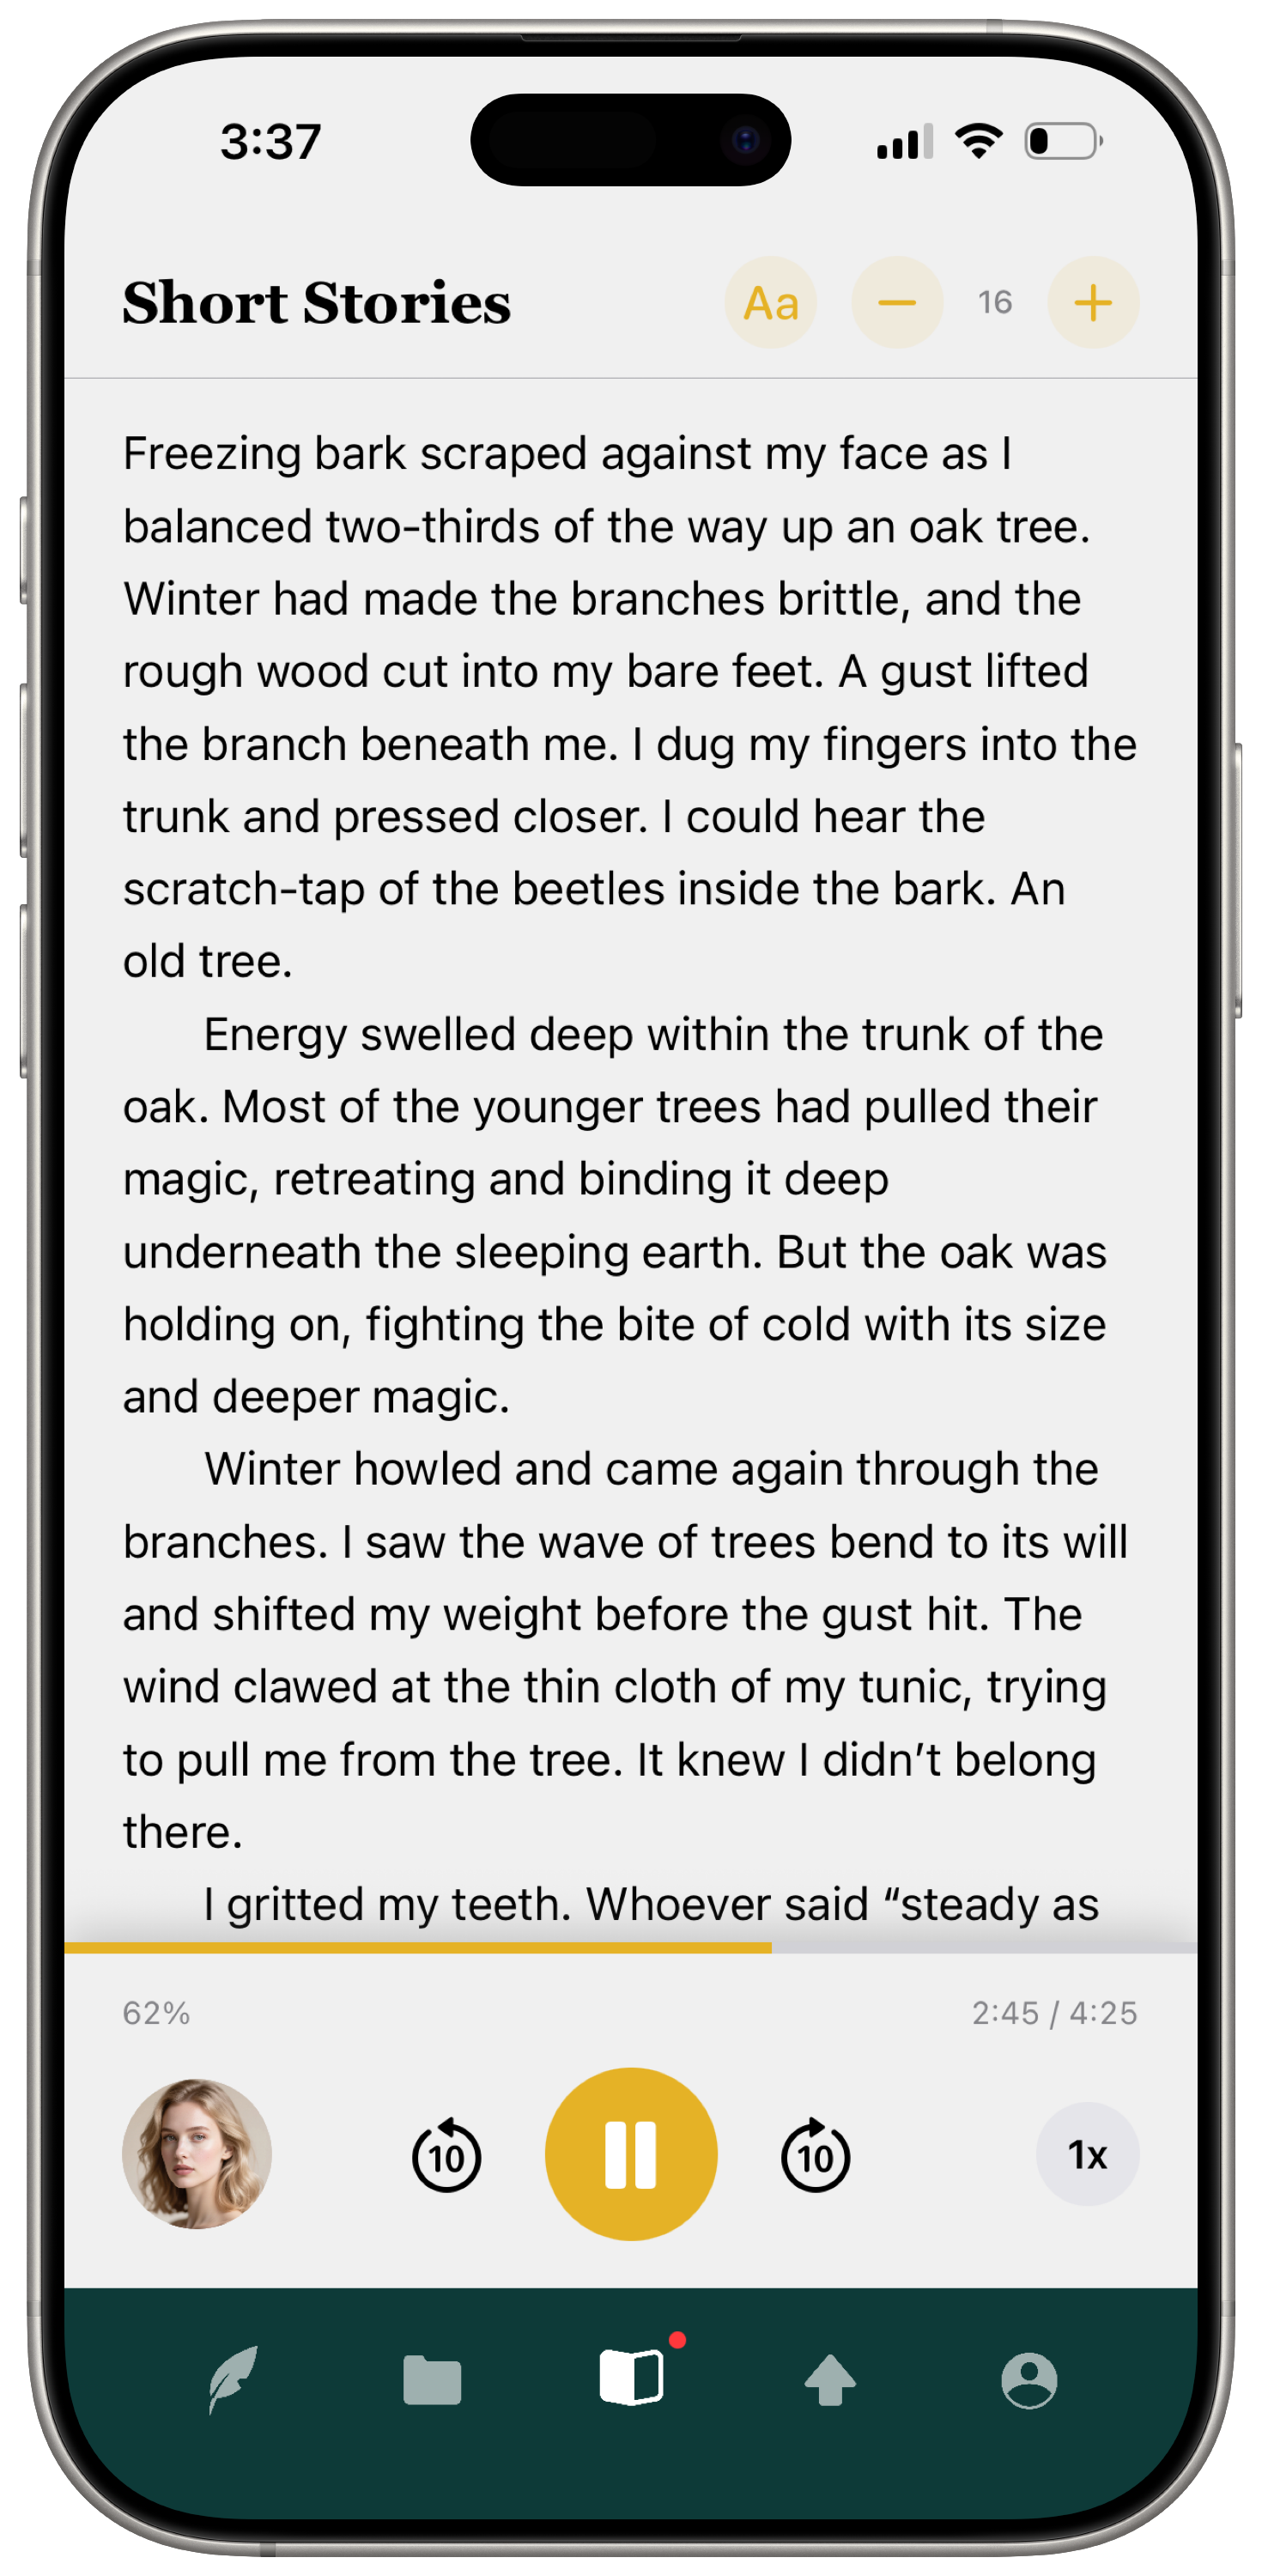 3:37
Short Stories
Aa
16
Freezing bark scraped against my face as I
balanced two-thirds of the way up an oak tree.
Winter had made the branches brittle, and the
rough wood cut into my bare feet. A gust lifted
the branch beneath me. I dug my fingers into the
trunk and pressed closer. I could hear the
scratch-tap of the beetles inside the bark. An
old tree.
Energy swelled deep within the trunk of the
oak. Most of the younger trees had pulled their
magic, retreating and binding it deep
underneath the sleeping earth. But the oak was
holding on, fighting the bite of cold with its size
and deeper magic.
Winter howled and came again through the
branches. I saw the wave of trees bend to its will
and shifted my weight before the gust hit. The
wind clawed at the thin cloth of my tunic, trying
to pull me from the tree. It knew I didn’t belong
there.
I gritted my teeth. Whoever said “steady as
62%
2:45 / 4:25
10
10
1x